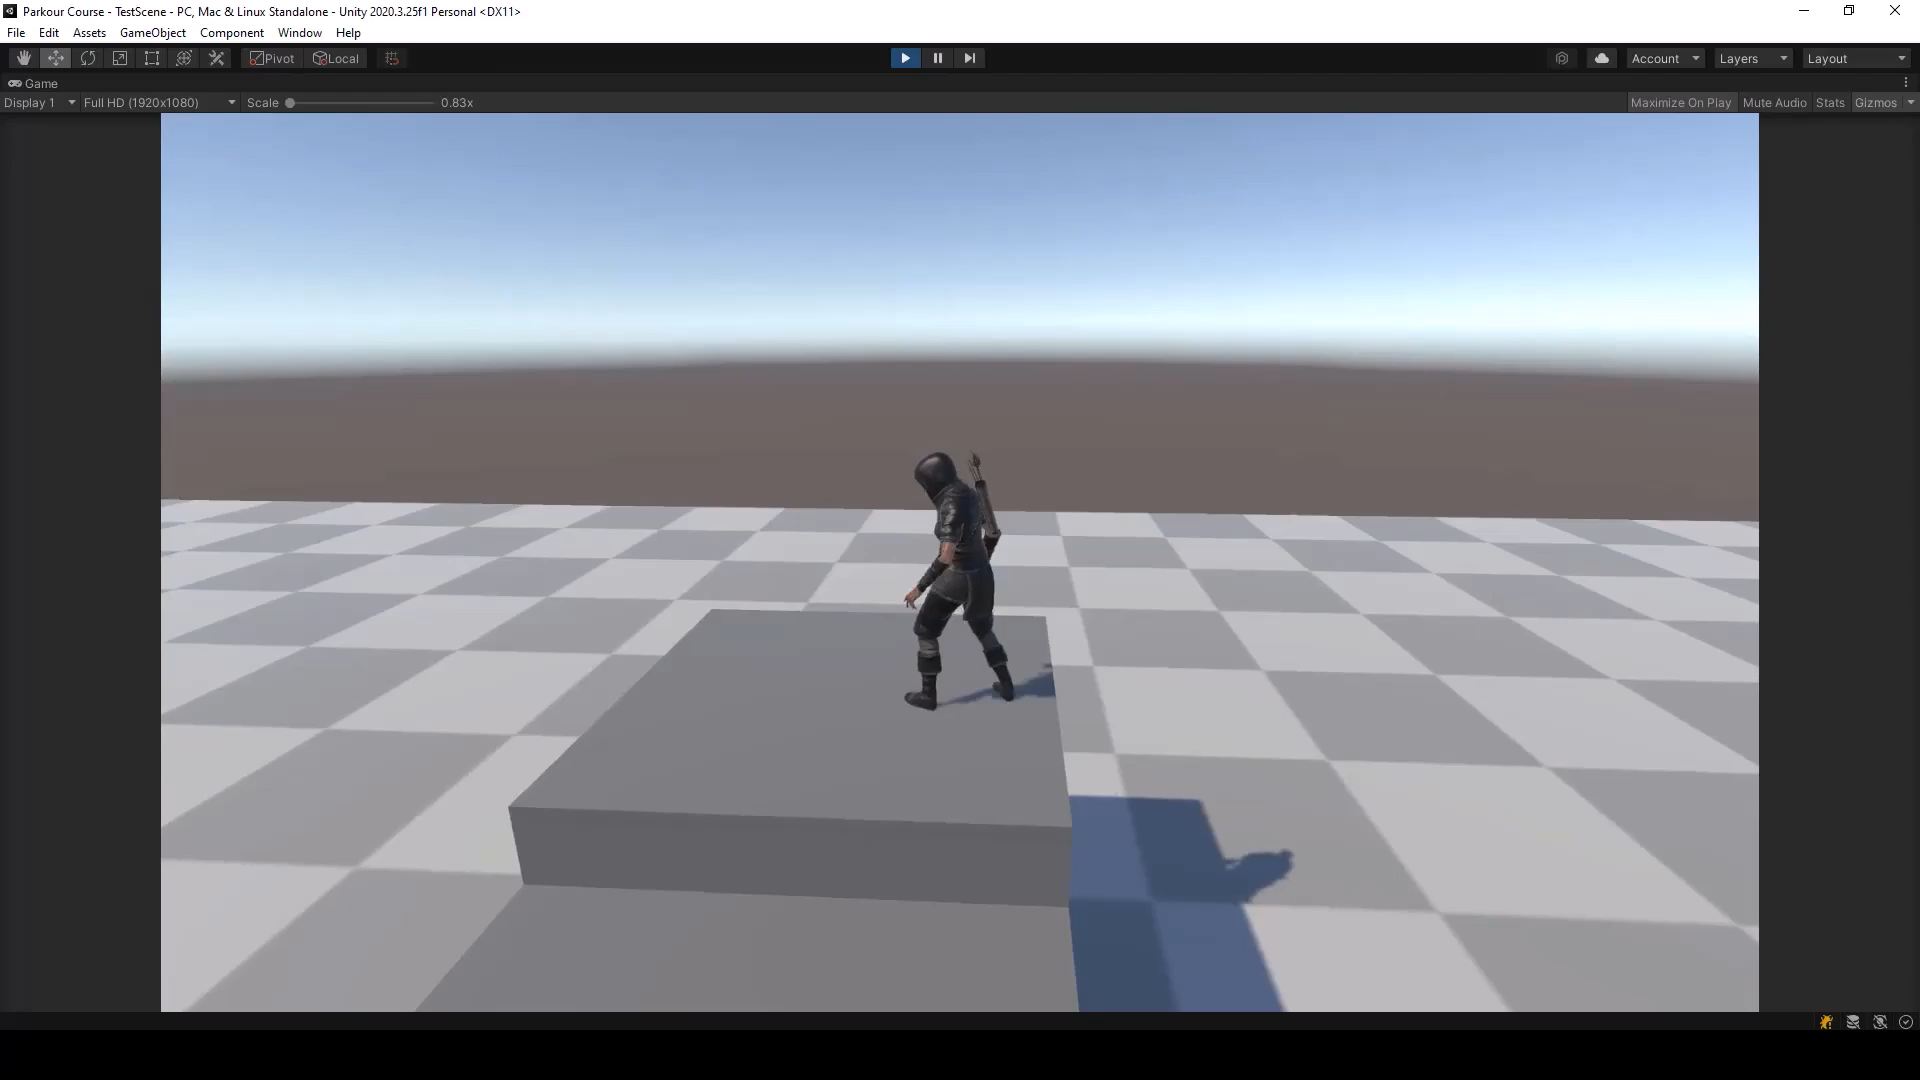 Parkour Course - TestScene - PC, Mac & Linux Standalone - Unity 2020.3.25f1 Personal <DX11>
File Edit Assets GameObject Component Window Help
Pivot Local Account Layers Layout
Game
Display 1 Full HD (1920x1080) Scale 0.83x Maximize On Play Mute Audio Stats Gizmos